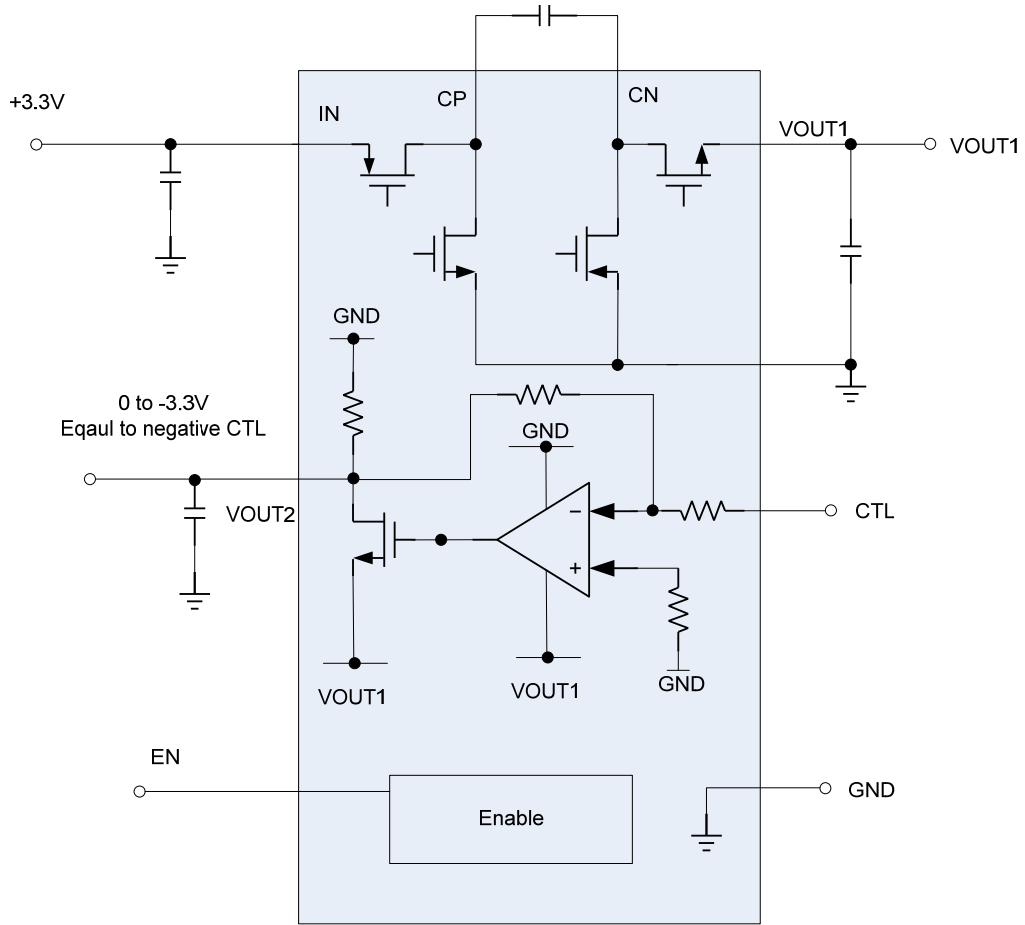 +3.3V
IN
CP
CN
VOUT1
VOUT1
GND
0 to -3.3V
Eqaul to negative CTL
GND
VOUT2
-
CTL
+
VOUT1
VOUT1
GND
EN
Enable
GND